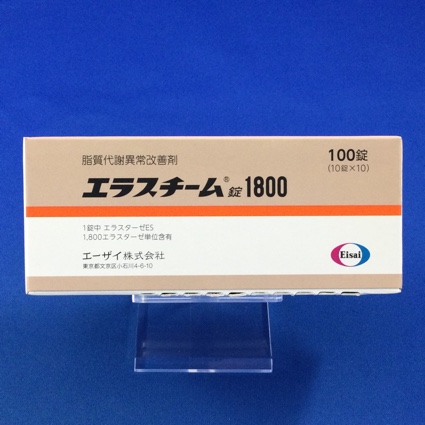 脂質代謝異常改善剤
エラスチーム®錠1800
100錠
(10錠×10)
1錠中 エラスターゼES
1,800エラスターゼ単位含有
エーザイ株式会社
東京都文京区小石川4-6-10
Eisai